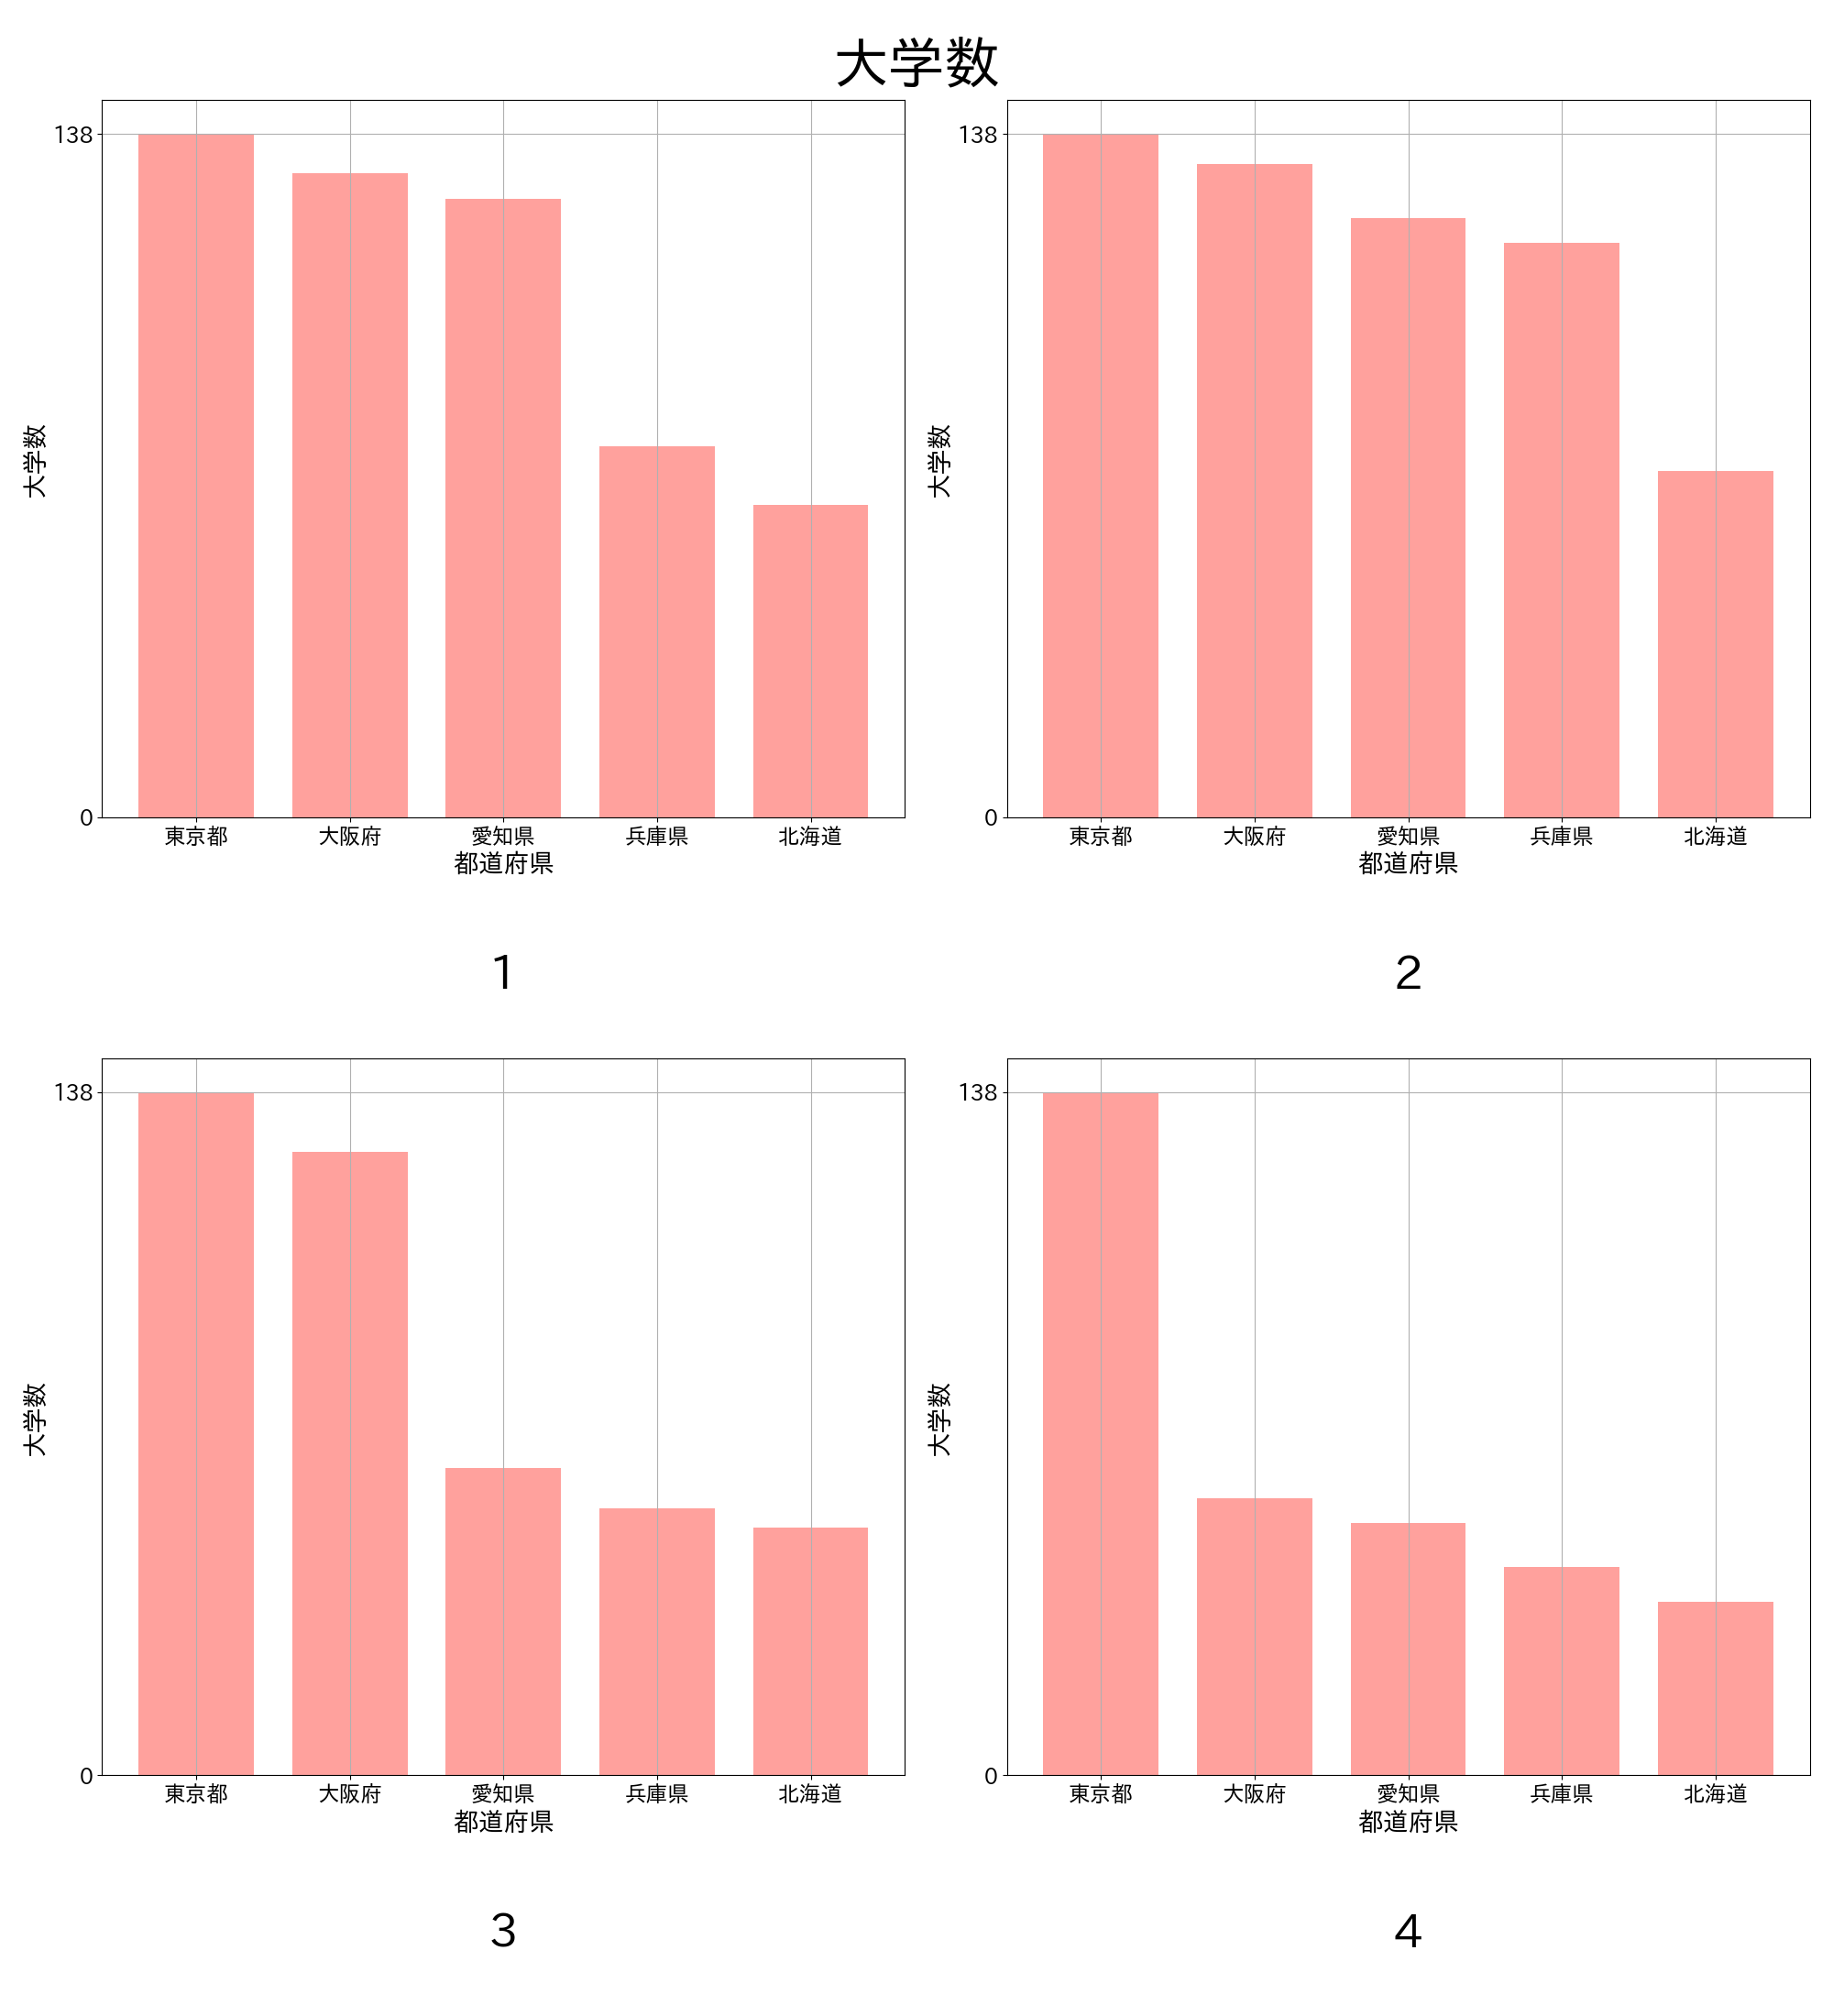 大学数
138
0
大学数
東京都 大阪府 愛知県 兵庫県 北海道
都道府県
1
138
0
大学数
東京都 大阪府 愛知県 兵庫県 北海道
都道府県
2
138
0
大学数
東京都 大阪府 愛知県 兵庫県 北海道
都道府県
3
138
0
大学数
東京都 大阪府 愛知県 兵庫県 北海道
都道府県
4